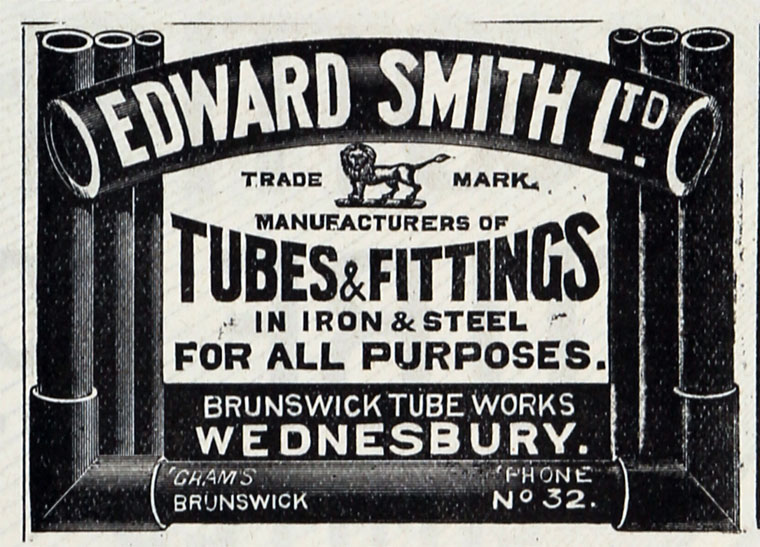 EDWARD SMITH LTD.
TRADE MARK.
MANUFACTURERS OF
TUBES & FITTINGS
IN IRON & STEEL
FOR ALL PURPOSES.
BRUNSWICK TUBE WORKS
WEDNESBURY.
'GRAMS 'PHONE
BRUNSWICK No 32.